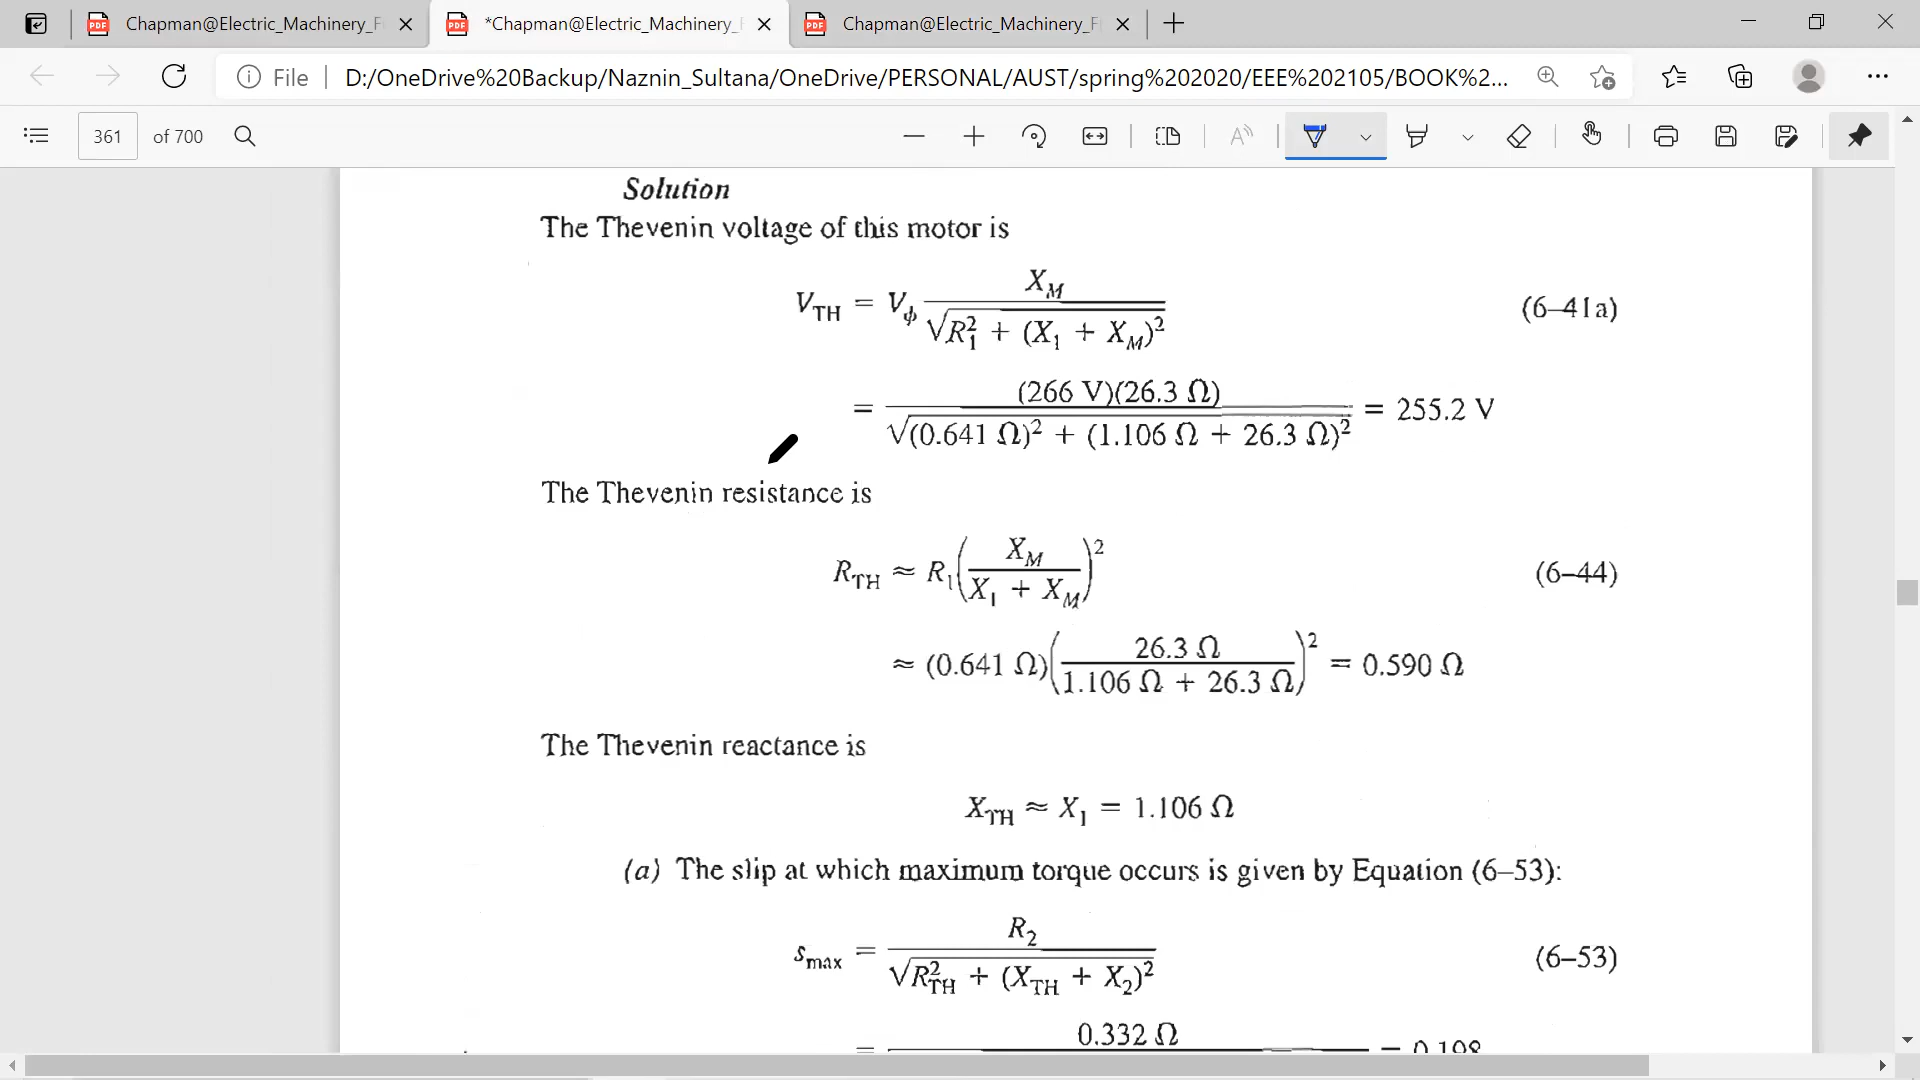 Chapman@Electric_Machinery_F
*Chapman@Electric_Machinery_F
Chapman@Electric_Machinery_F
File
D:/OneDrive%20Backup/Naznin_Sultana/OneDrive/PERSONAL/AUST/spring%202020/EEE%202105/BOOK%2...
361 of 700
Solution
The Thevenin voltage of this motor is
V_TH = V_ϕ X_M / √(R_1^2 + (X_1 + X_M)^2) (6–41a)
= (266 V)(26.3 Ω) / √((0.641 Ω)^2 + (1.106 Ω + 26.3 Ω)^2) = 255.2 V
The Thevenin resistance is
R_TH ≈ R_1(X_M / (X_1 + X_M))^2 (6–44)
≈ (0.641 Ω)(26.3 Ω / (1.106 Ω + 26.3 Ω))^2 = 0.590 Ω
The Thevenin reactance is
X_TH ≈ X_1 = 1.106 Ω
(a) The slip at which maximum torque occurs is given by Equation (6–53):
s_max = R_2 / √(R_TH^2 + (X_TH + X_2)^2) (6–53)
= 0.332 Ω = 0.198